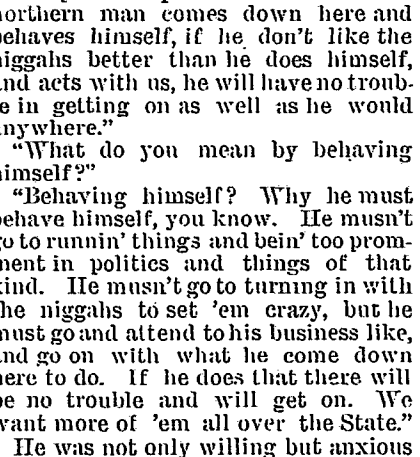 northern man comes down here and
behaves himself, if he don't like the
niggahs better than he does himself,
and acts with us, he will have no troub-
le in getting on as well as he would
anywhere."
"What do you mean by behaving
himself?"
"Behaving himself? Why he must
behave himself, you know. He musn't
go to runnin' things and bein' too prom-
inent in politics and things of that
kind. He musn't go to turning in with
the niggahs to set 'em crazy, but he
must go and attend to his business like,
and go on with what he come down
here to do. If he does that there will
be no trouble and will get on. We
want more of 'em all over the State."
He was not only willing but anxious